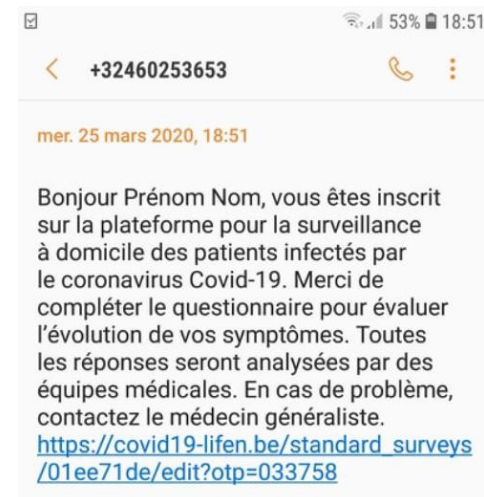 53% 18:51
+32460253653
mer. 25 mars 2020, 18:51
Bonjour Prénom Nom, vous êtes inscrit
sur la plateforme pour la surveillance
à domicile des patients infectés par
le coronavirus Covid-19. Merci de
compléter le questionnaire pour évaluer
l’évolution de vos symptômes. Toutes
les réponses seront analysées par des
équipes médicales. En cas de problème,
contactez le médecin généraliste.
https://covid19-lifen.be/standard_surveys
/01ee71de/edit?otp=033758